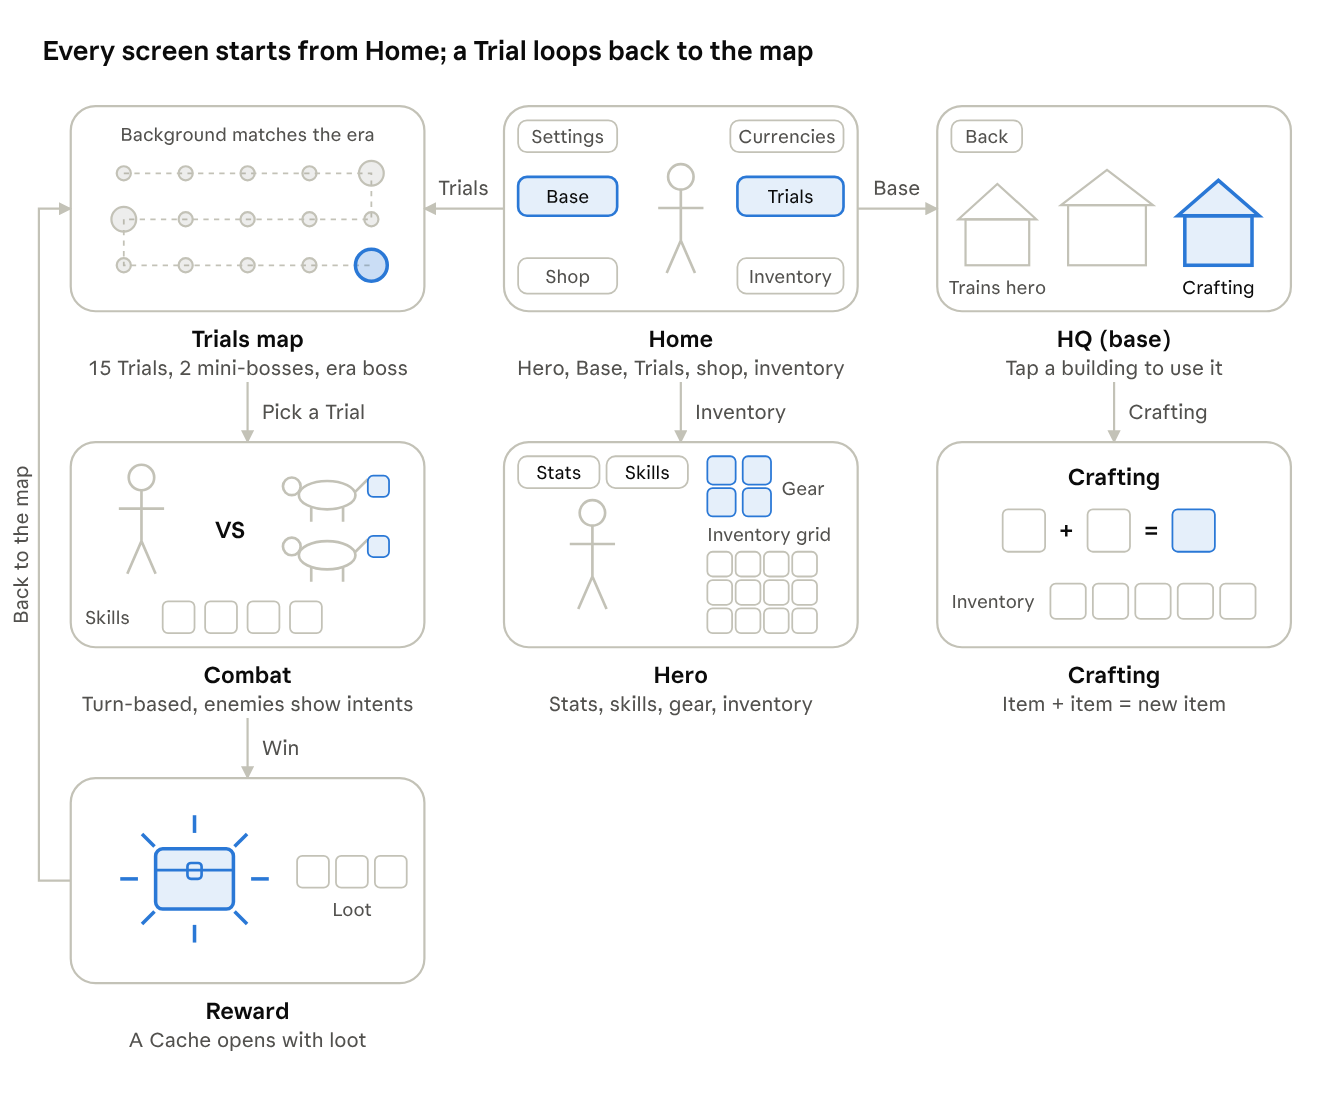 Every screen starts from Home; a Trial loops back to the map
Background matches the era
Trials map
15 Trials, 2 mini-bosses, era boss
Trials
Settings
Currencies
Base
Trials
Shop
Inventory
Home
Hero, Base, Trials, shop, inventory
Base
Back
Trains hero
Crafting
HQ (base)
Tap a building to use it
Pick a Trial
Inventory
Crafting
Back to the map
VS
Skills
Combat
Turn-based, enemies show intents
Stats
Skills
Gear
Inventory grid
Hero
Stats, skills, gear, inventory
Crafting
+
=
Inventory
Crafting
Item + item = new item
Win
Loot
Reward
A Cache opens with loot